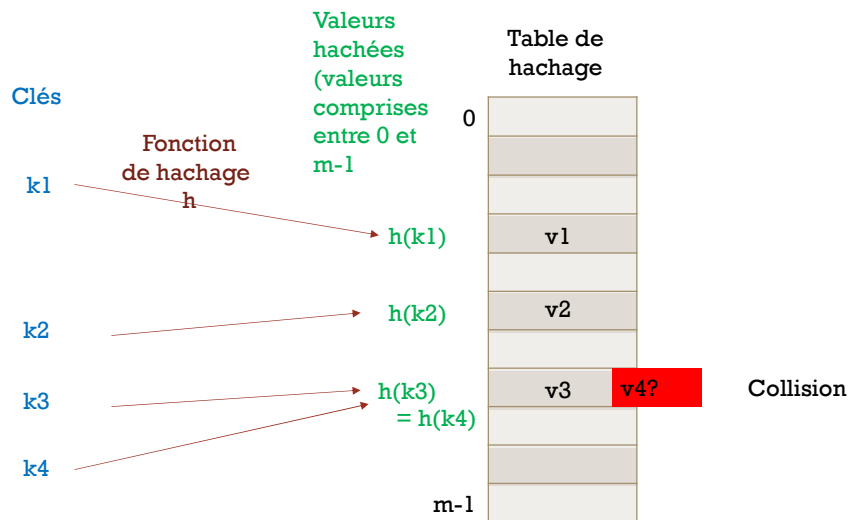 Clés
Fonction
de hachage
h
Valeurs
hachées
(valeurs
comprises
entre 0 et
m-1
Table de
hachage
0
k1
h(k1)
v1
k2
h(k2)
v2
k3
h(k3)
= h(k4)
v3
v4?
Collision
k4
m-1